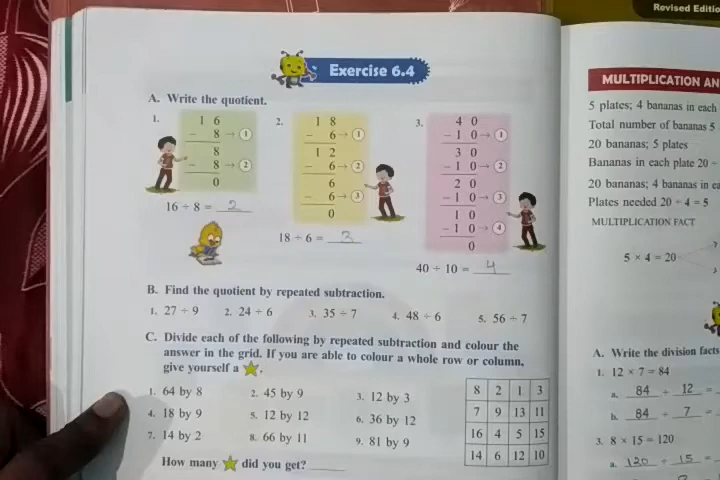 Revised Editio
Exercise 6.4
A. Write the quotient.
1. 1 6
- 8 → 1
8
- 8 → 2
0
16 ÷ 8 = 2
2. 1 8
- 6 → 1
1 2
- 6 → 2
6
- 6 → 3
0
18 ÷ 6 = 3
3. 4 0
- 1 0 → 1
3 0
- 1 0 → 2
2 0
- 1 0 → 3
1 0
- 1 0 → 4
0
40 ÷ 10 = 4
B. Find the quotient by repeated subtraction.
1. 27 ÷ 9 2. 24 ÷ 6 3. 35 ÷ 7 4. 48 ÷ 6 5. 56 ÷ 7
C. Divide each of the following by repeated subtraction and colour the
answer in the grid. If you are able to colour a whole row or column,
give yourself a ☆.
1. 64 by 8 2. 45 by 9 3. 12 by 3
4. 18 by 9 5. 12 by 12 6. 36 by 12
7. 14 by 2 8. 66 by 11 9. 81 by 9
8 2 1 3
7 9 13 11
16 4 5 15
14 6 12 10
How many ☆ did you get? ______
MULTIPLICATION AN
5 plates; 4 bananas in each
Total number of bananas 5
20 bananas; 5 plates
Bananas in each plate 20 ÷
20 bananas; 4 bananas in ea
Plates needed 20 ÷ 4 = 5
MULTIPLICATION FACT
5 × 4 = 20
A. Write the division facts
1. 12 × 7 = 84
a. 84 ÷ 12 =
b. 84 ÷ 7 =
3. 8 × 15 = 120
a. 120 ÷ 15 =